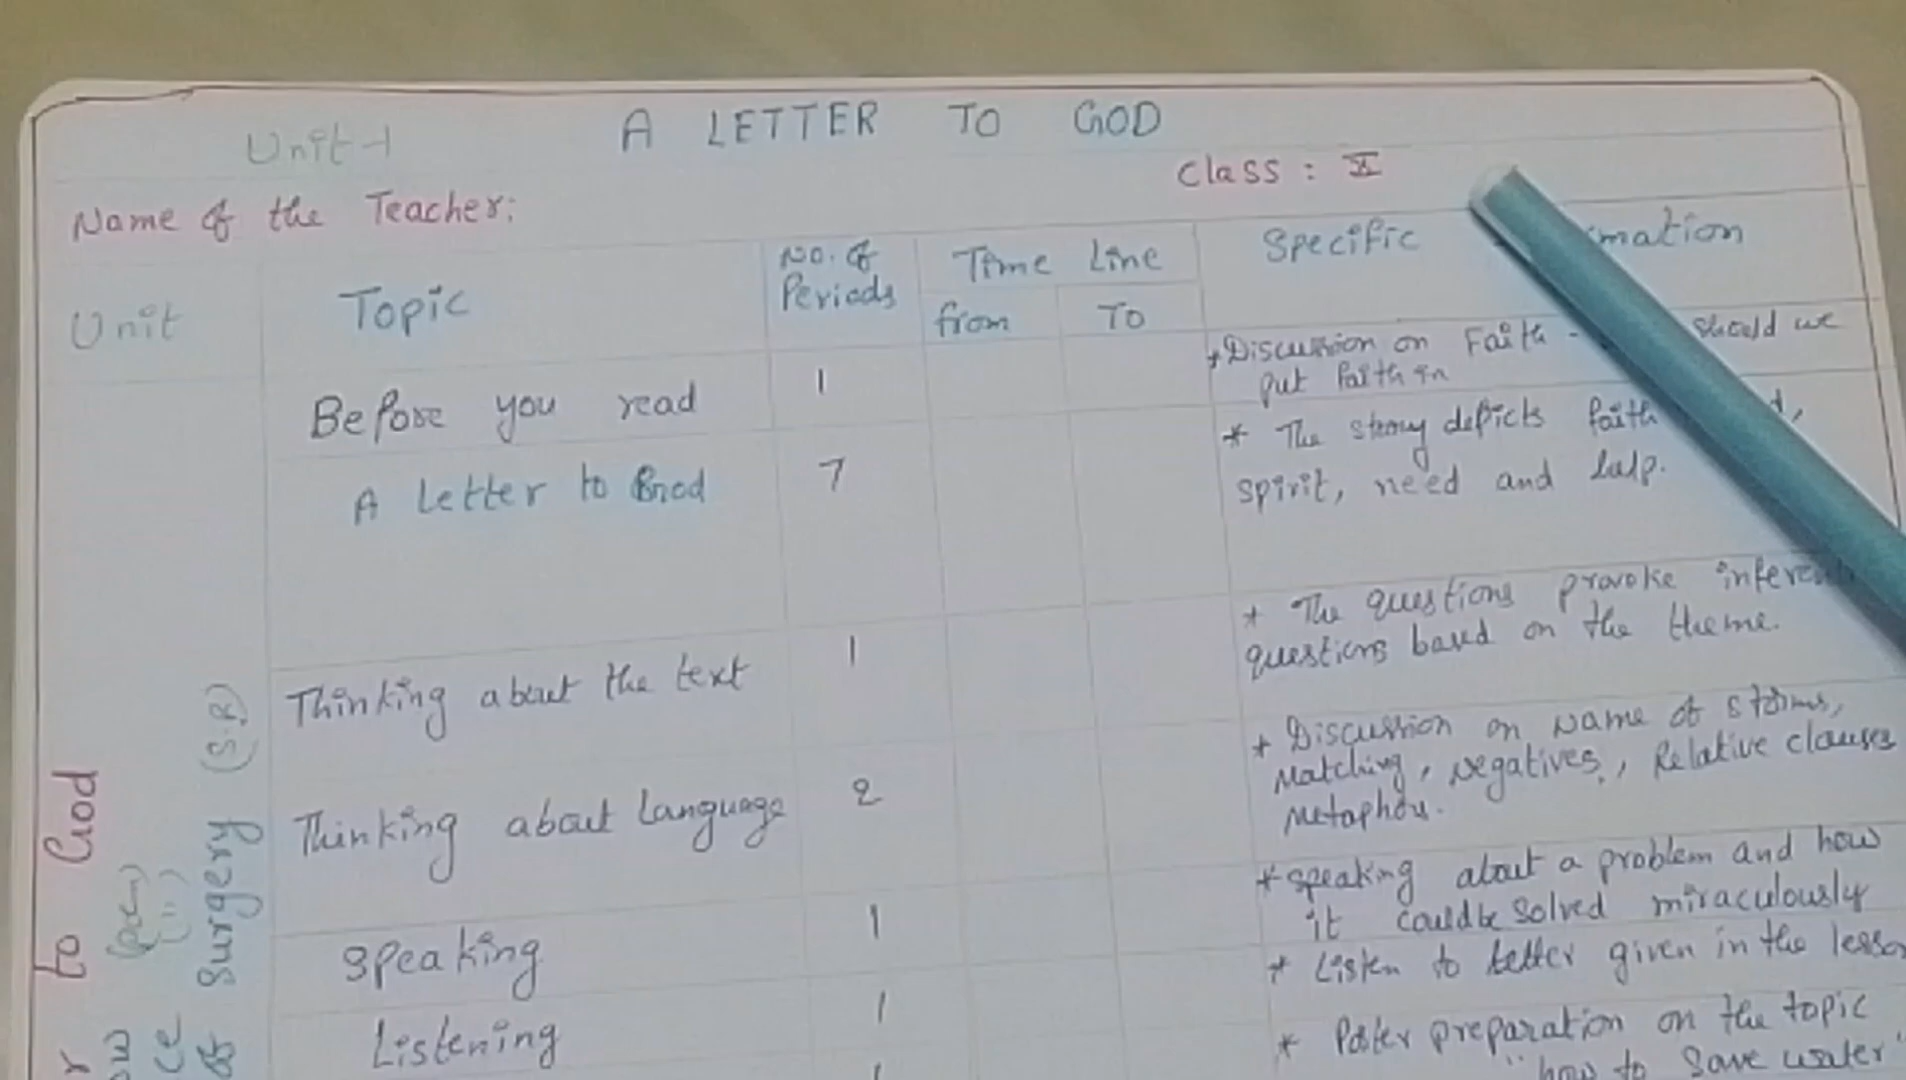 Unit-1
A LETTER TO GOD
Class : X
Name of the Teacher:
Unit
Topic
No. of Periods
Time Line
from
To
Specific mation
Before you read
1
* Discussion on Faith - should we
put faith in
A Letter to God
7
* The story depicts faith
spirit, need and help.
Thinking about the text
1
* The questions provoke
questions based on the theme.
Thinking about Language
2
* Discussion on Name of storms,
Matching, Negatives, Relative clauses
Metaphor.
Speaking
1
* speaking about a problem and how
it could be solved miraculously
Listening
1
* Listen to letter given in the
1
* Poster preparation on the topic
"how to save water"
to God
(poem)
(")
Surgery (S.R)